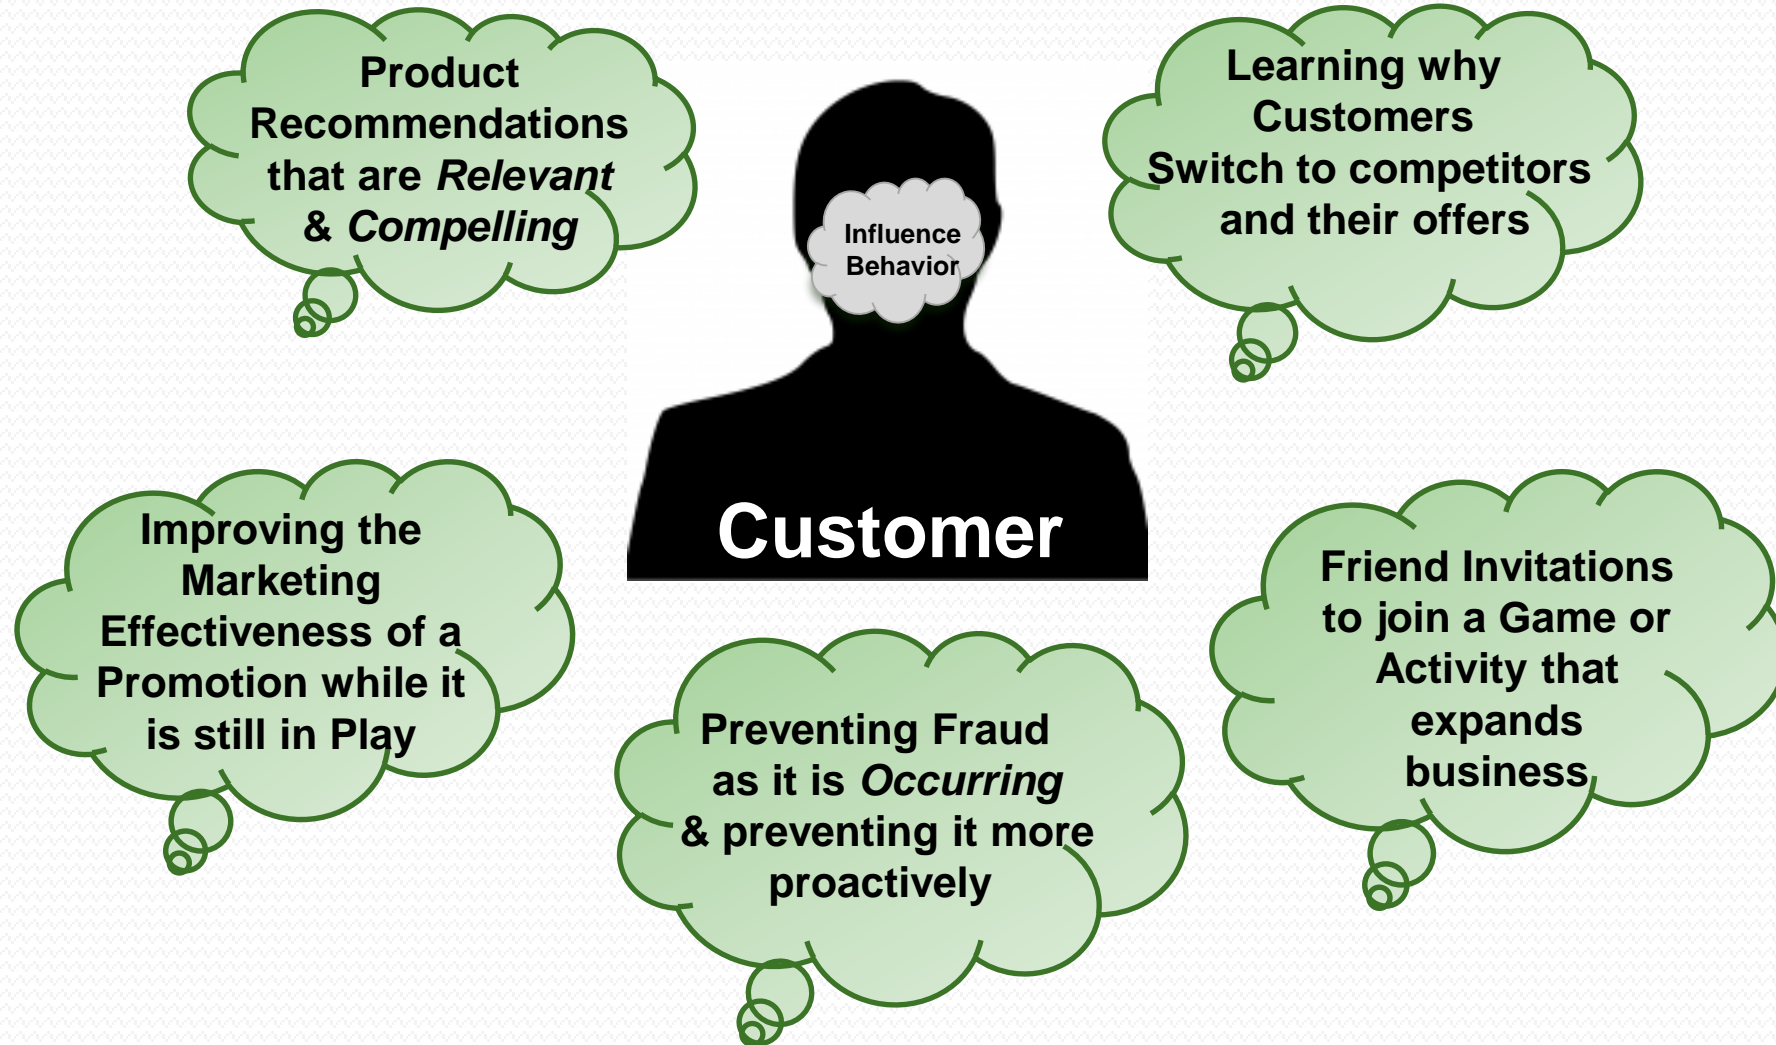 Product
Recommendations
that are Relevant
& Compelling
Influence
Behavior
Customer
Learning why
Customers
Switch to competitors
and their offers
Improving the
Marketing
Effectiveness of a
Promotion while it
is still in Play
Preventing Fraud
as it is Occurring
& preventing it more
proactively
Friend Invitations
to join a Game or
Activity that
expands
business